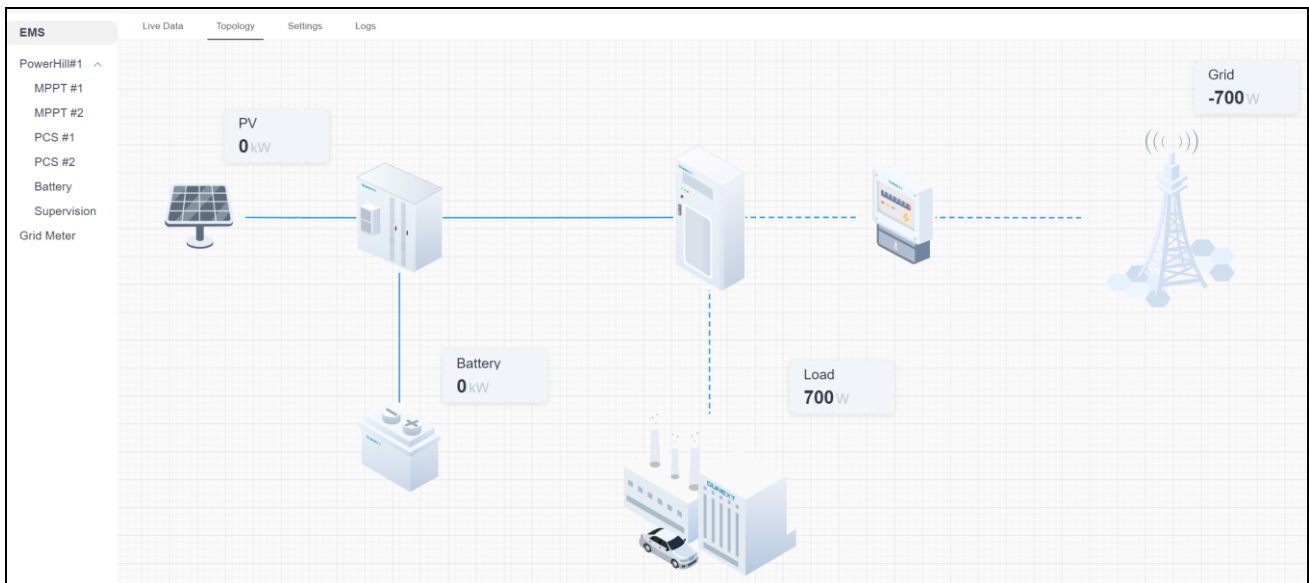 EMS
Live Data
Topology
Settings
Logs
PowerHill#1
MPPT #1
MPPT #2
PCS #1
PCS #2
Battery
Supervision
Grid Meter
PV
0 kW
Grid
-700 W
Battery
0 kW
Load
700 W
DUNEXT